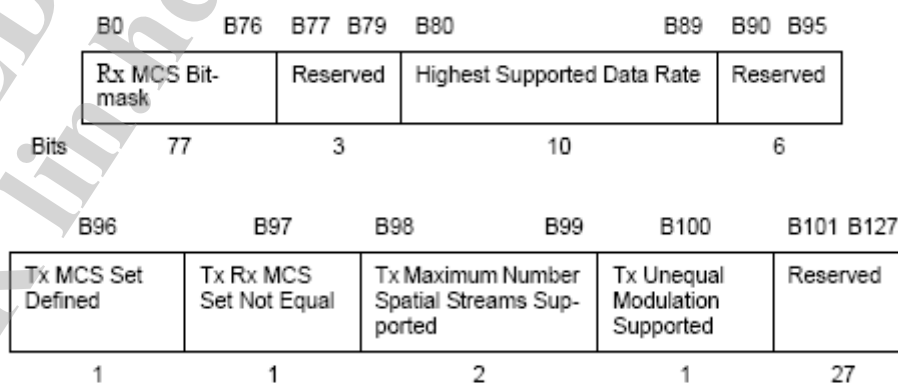 B0 B76 B77 B79 B80 B89 B90 B95
Rx MCS Bit-
mask
Reserved
Highest Supported Data Rate
Reserved
Bits 77 3 10 6
B96 B97 B98 B99 B100 B101 B127
Tx MCS Set
Defined
Tx Rx MCS
Set Not Equal
Tx Maximum Number
Spatial Streams Sup-
ported
Tx Unequal
Modulation
Supported
Reserved
1 1 2 1 27